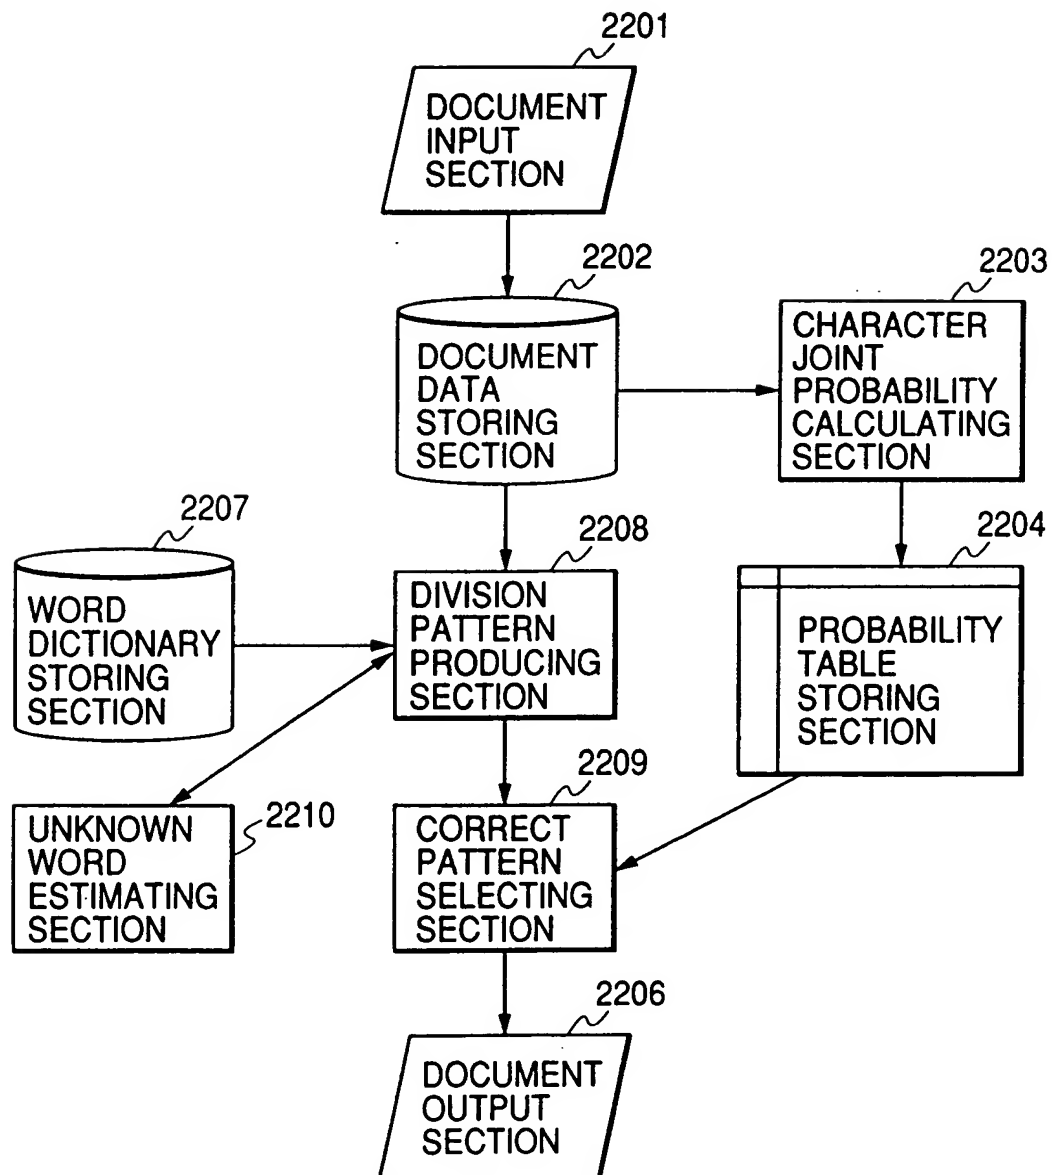 2201
DOCUMENT
INPUT
SECTION
2202
DOCUMENT
DATA
STORING
SECTION
2203
CHARACTER
JOINT
PROBABILITY
CALCULATING
SECTION
2207
WORD
DICTIONARY
STORING
SECTION
2208
DIVISION
PATTERN
PRODUCING
SECTION
2204
PROBABILITY
TABLE
STORING
SECTION
2210
UNKNOWN
WORD
ESTIMATING
SECTION
2209
CORRECT
PATTERN
SELECTING
SECTION
2206
DOCUMENT
OUTPUT
SECTION